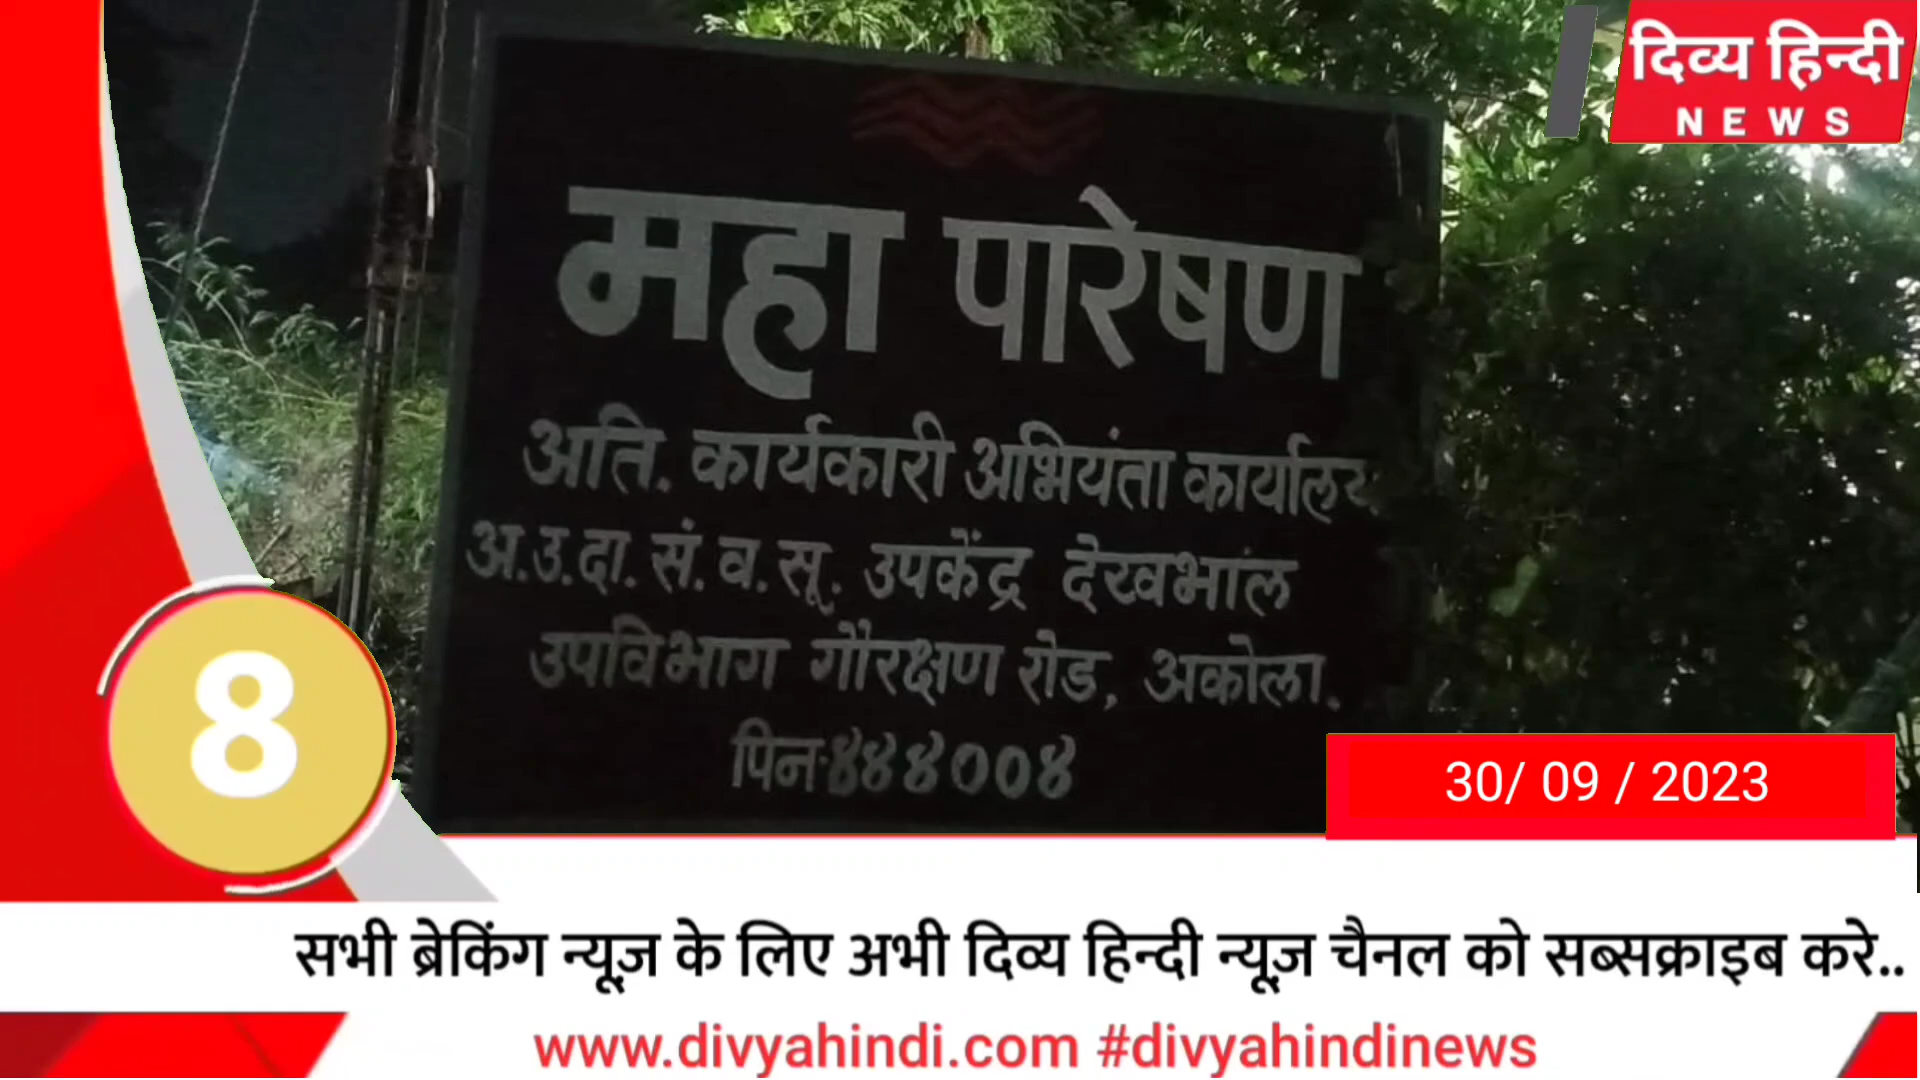 दिव्य हिन्दी
NEWS
महा पारेषण
अति. कार्यकारी अभियंता कार्यालय
अ.उ.दा. सं. व. सू. उपकेंद्र देखभाल
उपविभाग गौरक्षण रोड, अकोला.
पिन-४४४००४
8
30/ 09 / 2023
सभी ब्रेकिंग न्यूज़ के लिए अभी दिव्य हिन्दी न्यूज़ चैनल को सब्सक्राइब करे..
www.divyahindi.com #divyahindinews